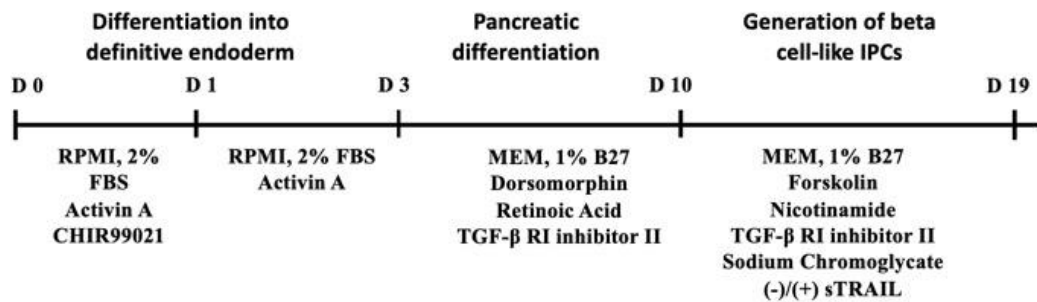 Differentiation into
definitive endoderm
Pancreatic
differentiation
Generation of beta
cell-like IPCs
D 0
D 1
D 3
D 10
D 19
RPMI, 2%
FBS
Activin A
CHIR99021
RPMI, 2% FBS
Activin A
MEM, 1% B27
Dorsomorphin
Retinoic Acid
TGF-β RI inhibitor II
MEM, 1% B27
Forskolin
Nicotinamide
TGF-β RI inhibitor II
Sodium Chromoglycate
(-)/(+) sTRAIL